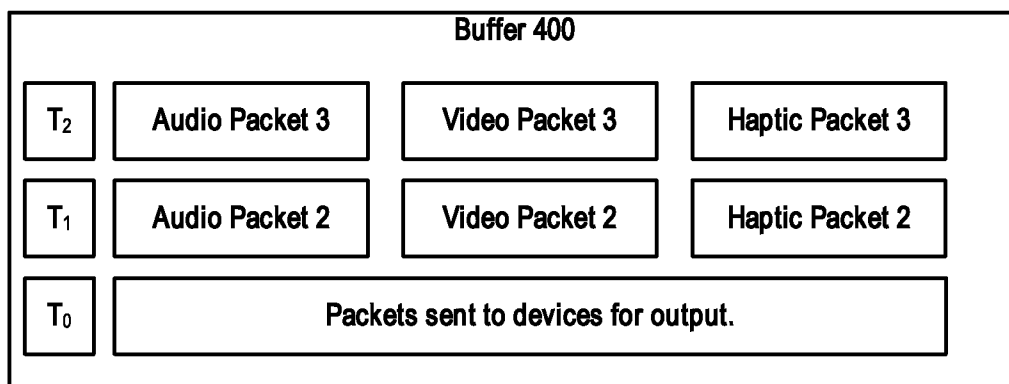 Buffer 400
T₂ Audio Packet 3 Video Packet 3 Haptic Packet 3
T₁ Audio Packet 2 Video Packet 2 Haptic Packet 2
T₀ Packets sent to devices for output.